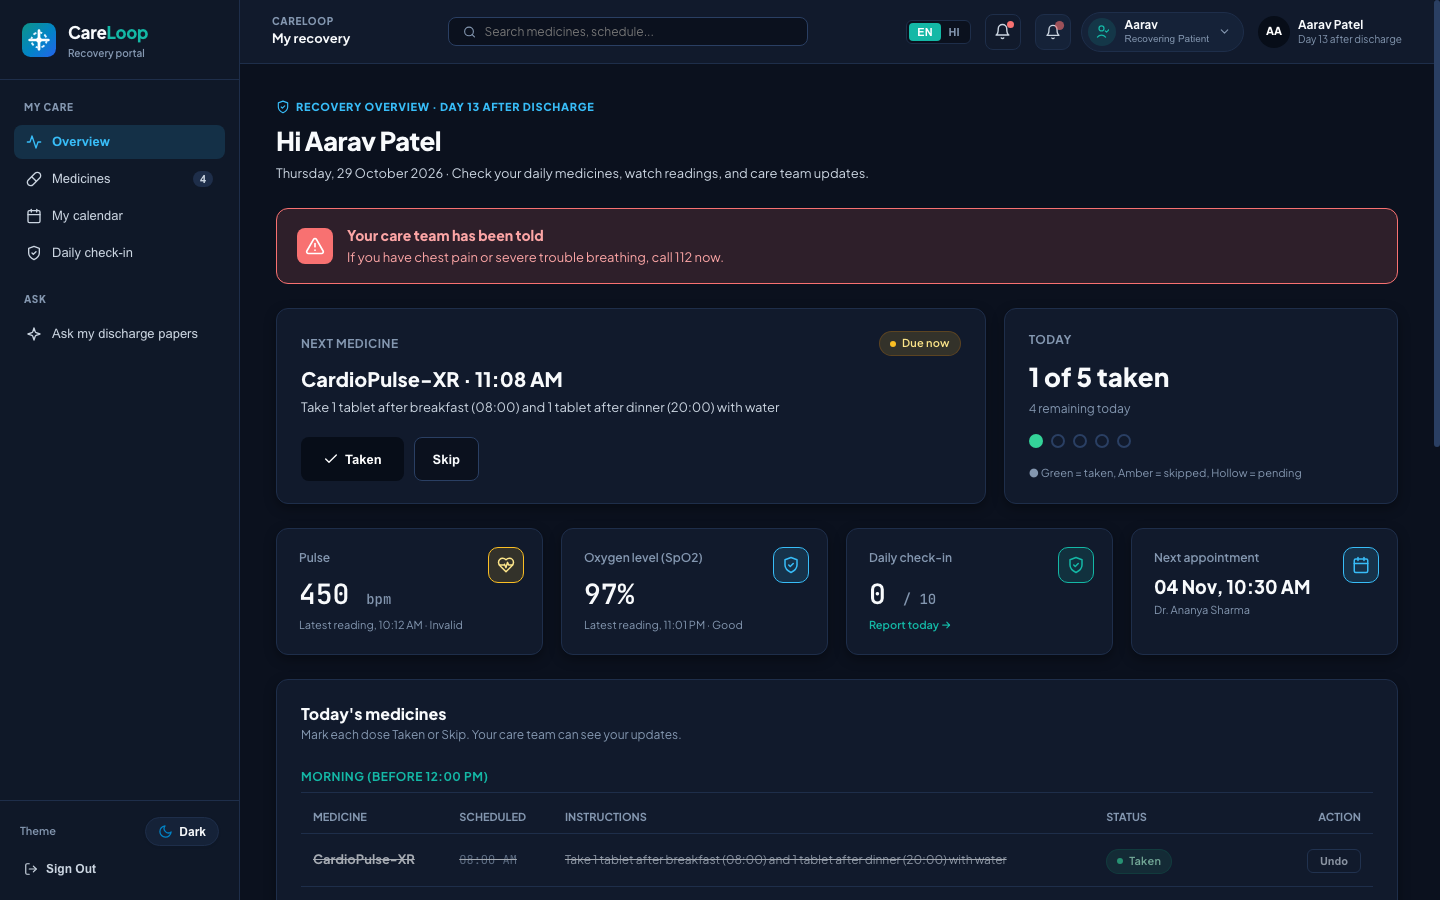 CareLoop
Recovery portal
MY CARE
Overview
Medicines 4
My calendar
Daily check-in
ASK
Ask my discharge papers
Theme Dark
Sign Out
CARELOOP
My recovery
Search medicines, schedule...
EN HI
Aarav
Recovering Patient
AA
Aarav Patel
Day 13 after discharge
RECOVERY OVERVIEW · DAY 13 AFTER DISCHARGE
Hi Aarav Patel
Thursday, 29 October 2026 · Check your daily medicines, watch readings, and care team updates.
Your care team has been told
If you have chest pain or severe trouble breathing, call 112 now.
NEXT MEDICINE
Due now
CardioPulse-XR · 11:08 AM
Take 1 tablet after breakfast (08:00) and 1 tablet after dinner (20:00) with water
Taken Skip
TODAY
1 of 5 taken
4 remaining today
Green = taken, Amber = skipped, Hollow = pending
Pulse
450 bpm
Latest reading, 10:12 AM · Invalid
Oxygen level (SpO2)
97%
Latest reading, 11:01 PM · Good
Daily check-in
0 / 10
Report today →
Next appointment
04 Nov, 10:30 AM
Dr. Ananya Sharma
Today's medicines
Mark each dose Taken or Skip. Your care team can see your updates.
MORNING (BEFORE 12:00 PM)
MEDICINE SCHEDULED INSTRUCTIONS STATUS ACTION
CardioPulse-XR 08:00 AM Take 1 tablet after breakfast (08:00) and 1 tablet after dinner (20:00) with water Taken Undo